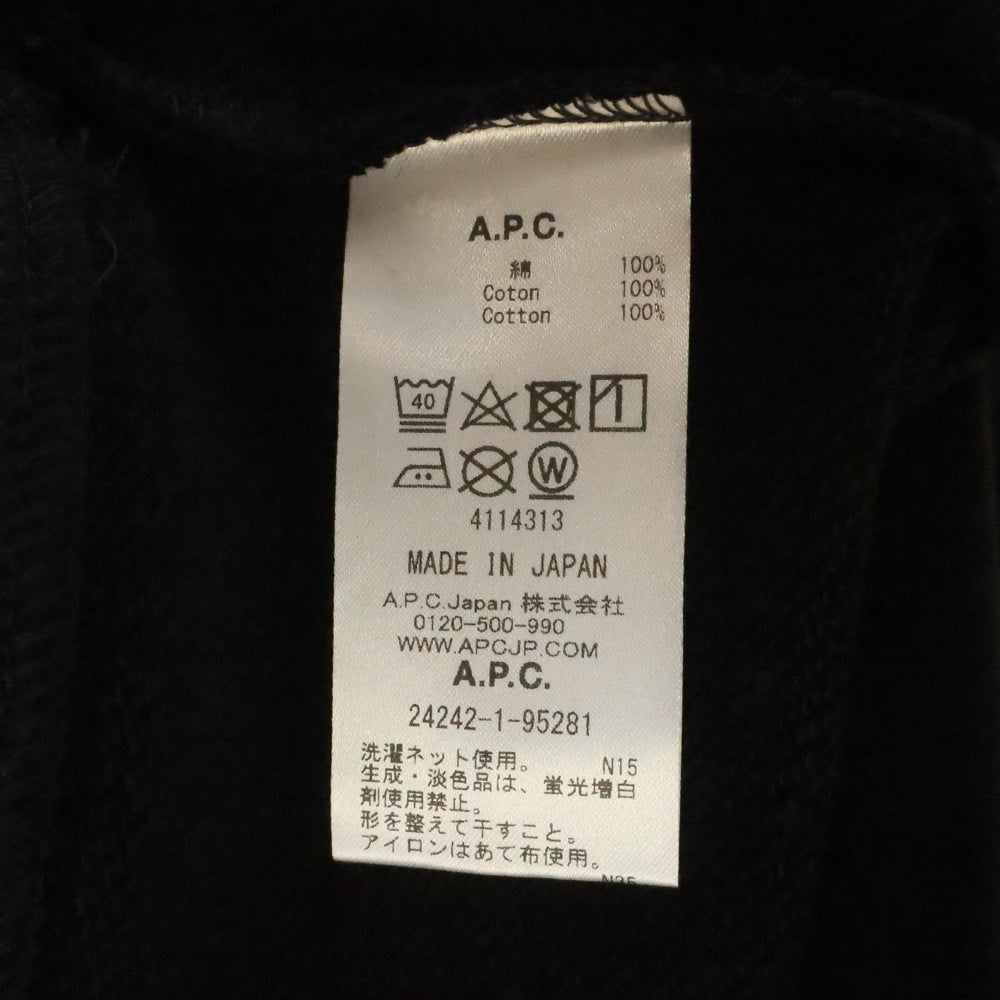 A.P.C.
綿 100%
Coton 100%
Cotton 100%
40
W
4114313
MADE IN JAPAN
A.P.C.Japan 株式会社
0120-500-990
WWW.APCJP.COM
A.P.C.
24242-1-95281
洗濯ネット使用。 N15
生成・淡色品は、蛍光増白
剤使用禁止。
形を整えて干すこと。
アイロンはあて布使用。